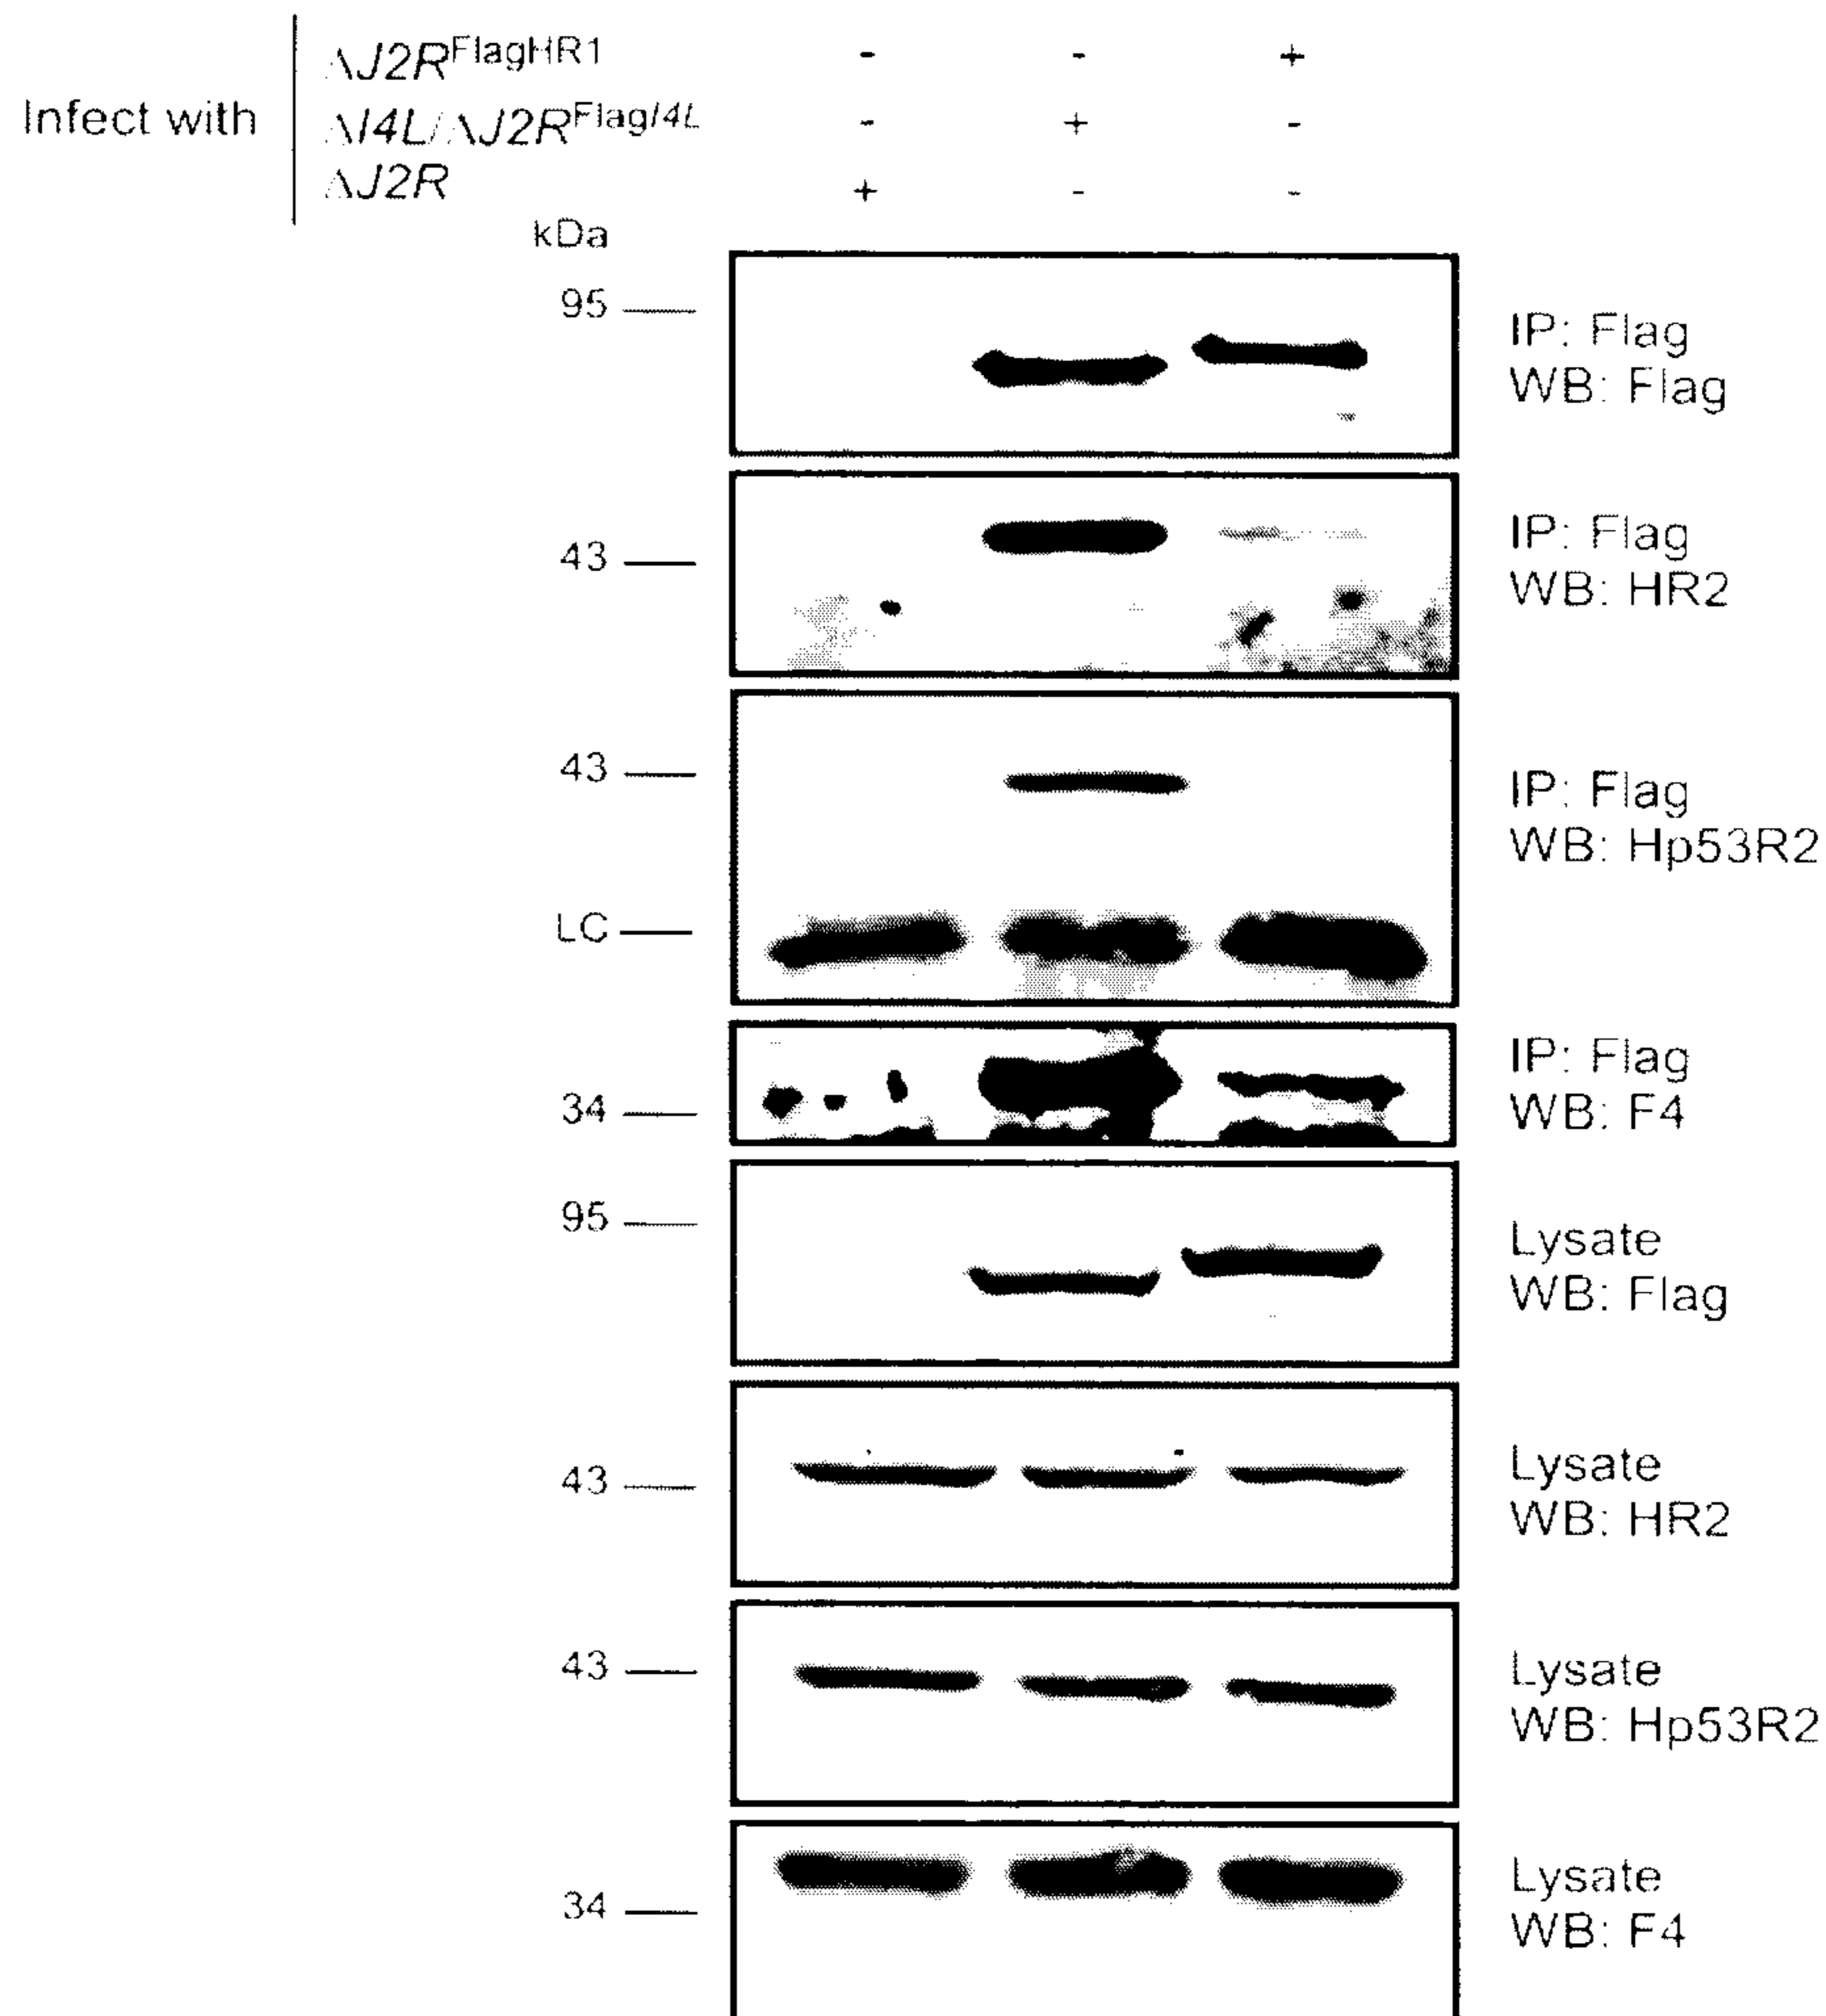 ΔJ2R^FlagHR1 - - +
Infect with ΔI4L/ΔJ2R^FlagI4L - + -
ΔJ2R + - -
kDa
95
IP: Flag
WB: Flag
43
IP: Flag
WB: HR2
43
IP: Flag
WB: Hp53R2
LC
IP: Flag
34
WB: F4
95
Lysate
WB: Flag
43
Lysate
WB: HR2
43
Lysate
WB: Hp53R2
Lysate
34
WB: F4